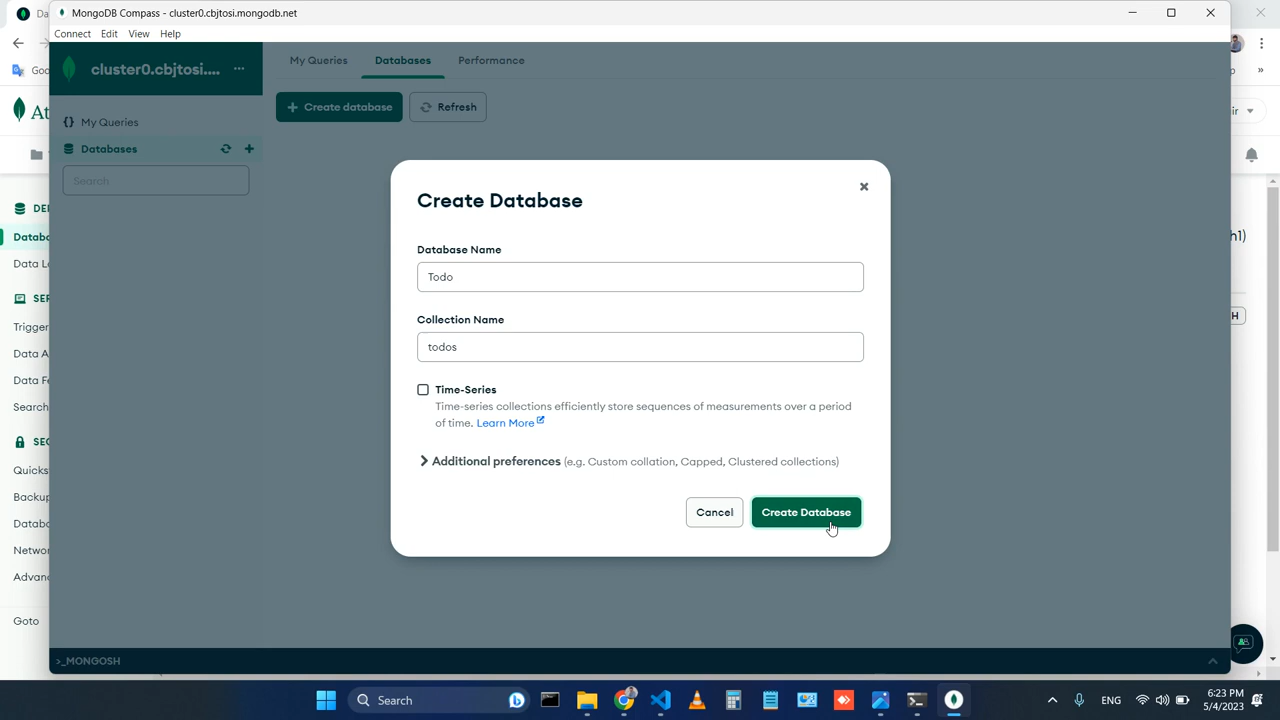 MongoDB Compass - cluster0.cbjtosi.mongodb.net
Connect Edit View Help
cluster0.cbjtosi....
My Queries Databases Performance
Create database Refresh
{} My Queries
Databases
Search
Create Database
Database Name
Todo
Collection Name
todos
Time-Series
Time-series collections efficiently store sequences of measurements over a period
of time. Learn More
Additional preferences (e.g. Custom collation, Capped, Clustered collections)
Cancel Create Database
>_MONGOSH
Data L
Trigger
Data A
Data Fe
Search
Quicks
Backup
Networ
Advanc
Goto
Search
ENG
6:23 PM
5/4/2023